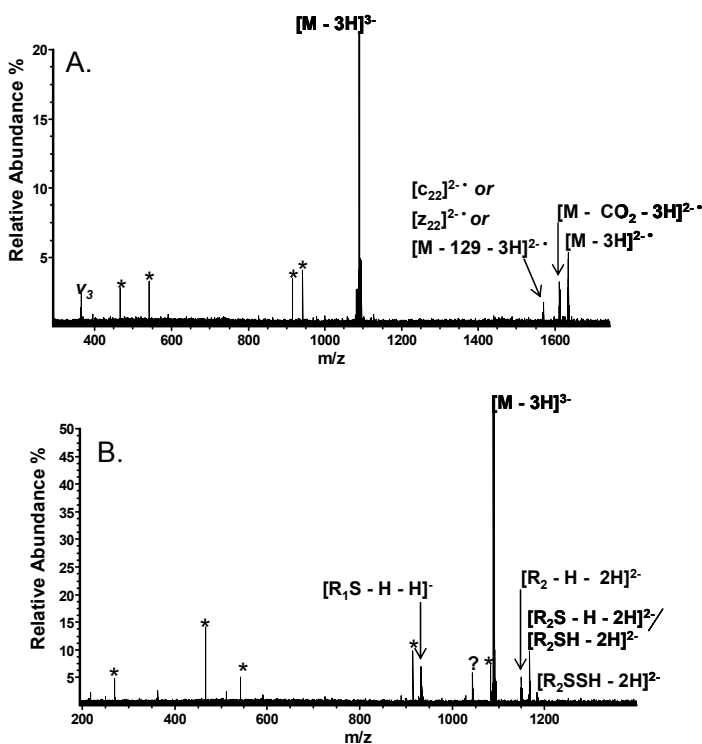 [M - 3H]³⁻
A.
Relative Abundance %
20
15
10
5
[c₂₂]²⁻• or
[z₂₂]²⁻• or
[M - 129 - 3H]²⁻•
[M - CO₂ - 3H]²⁻•
[M - 3H]²⁻•
v₃
*
*
*
*
400 600 800 1000 1200 1400 1600
m/z
[M - 3H]³⁻
B.
Relative Abundance %
50
45
40
35
30
25
20
15
10
5
[R₁S - H - H]⁻
[R₂ - H - 2H]²⁻
[R₂S - H - 2H]²⁻/
[R₂SH - 2H]²⁻
[R₂SSH - 2H]²⁻
*
*
*
*
?
*
200 400 600 800 1000 1200
m/z